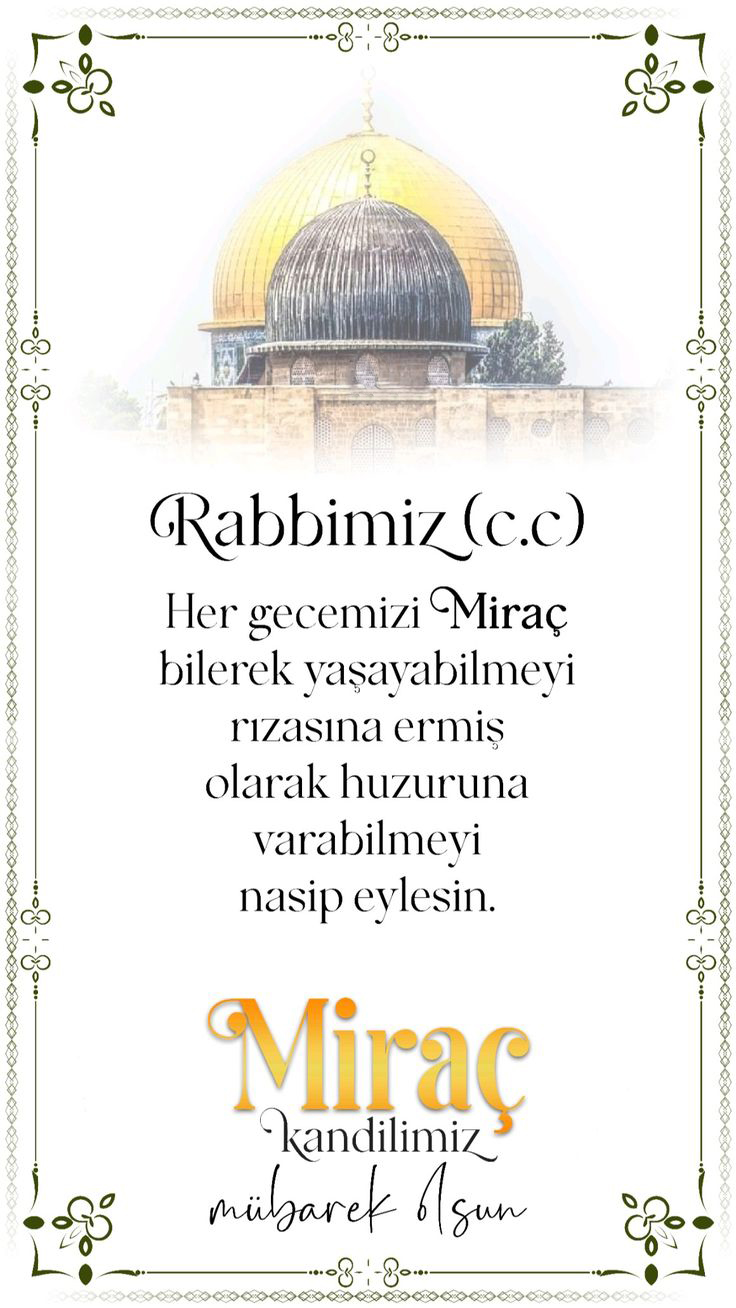 Rabbimiz (c.c)
Her gecemizi Miraç
bilerek yaşayabilmeyi
rızasına ermiş
olarak huzuruna
varabilmeyi
nasip eylesin.
Miraç
kandilimiz
mübarek olsun